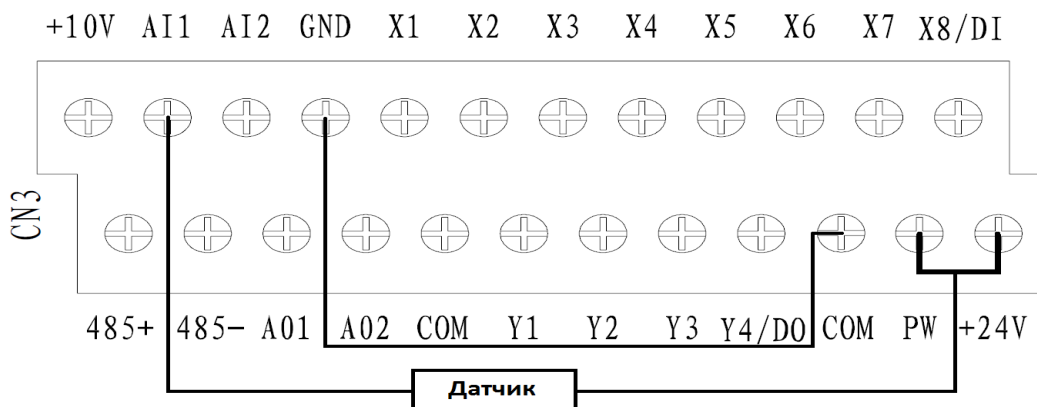 +10V AI1 AI2 GND X1 X2 X3 X4 X5 X6 X7 X8/DI
CN3
485+ 485- A01 A02 COM Y1 Y2 Y3 Y4/DO COM PW +24V
Датчик